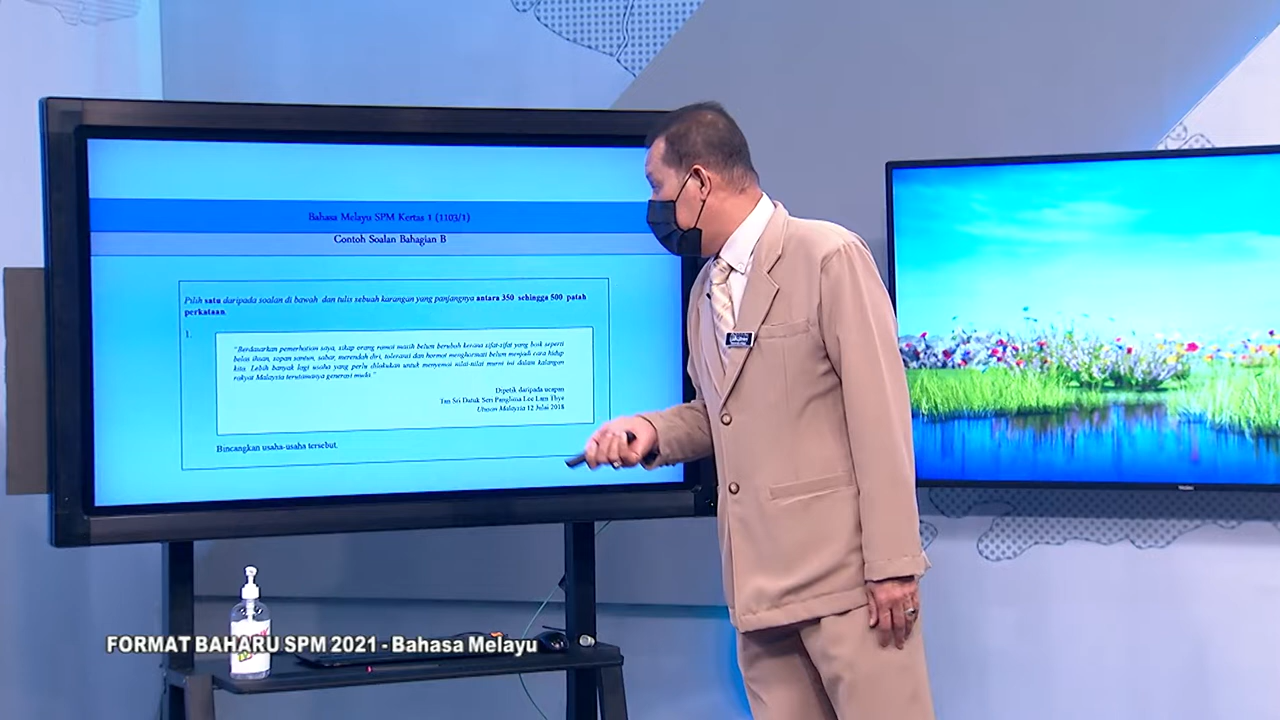 Bahasa Melayu SPM Kertas 1 (1103/1)
Contoh Soalan Bahagian B
Pilih satu daripada soalan di bawah dan tulis sebuah karangan yang panjangnya antara 350 sehingga 500 patah
perkataan.
1.
"Berdasarkan pemerhatian saya, sikap orang ramai masih belum berubah kerana sifat-sifat yang baik seperti
belas ihsan, sopan santun, sabar, merendah diri, toleransi dan hormat menghormati belum menjadi cara hidup
kita. Lebih banyak lagi usaha yang perlu dilakukan untuk menyemai nilai-nilai murni ini dalam kalangan
rakyat Malaysia terutamanya generasi muda."
Dipetik daripada ucapan
Tan Sri Datuk Seri Panglima Lee Lam Thye
Utusan Malaysia 12 Julai 2018
Bincangkan usaha-usaha tersebut.
FORMAT BAHARU SPM 2021 - Bahasa Melayu